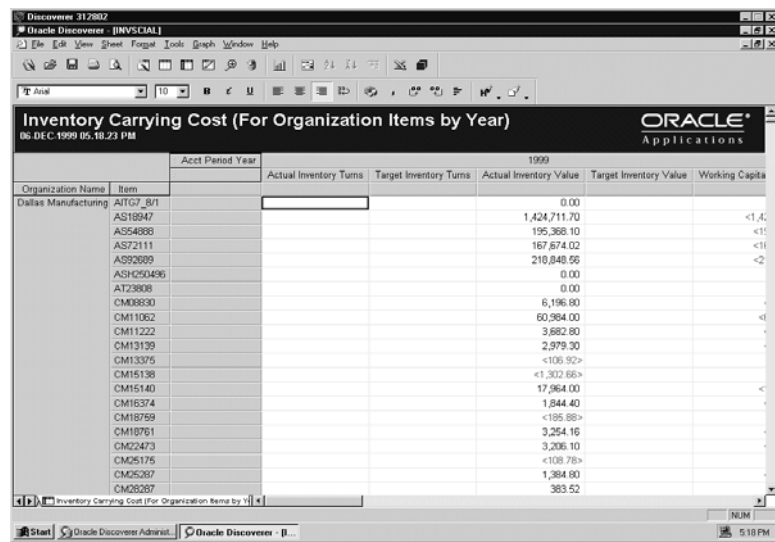 Discoverer 312802
Oracle Discoverer - [INVSCIAL]
File Edit View Sheet Format Tools Graph Window Help
Arial 10 B I U
Inventory Carrying Cost (For Organization Items by Year)
06-DEC-1999 05.18.23 PM
ORACLE
Applications
Acct Period Year 1999
Actual Inventory Turns Target Inventory Turns Actual Inventory Value Target Inventory Value Working Capita
Organization Name Item
Dallas Manufacturing AITG7_8/1 0.00
AS18947 1,424,711.70 <1,42
AS54888 195,368.10 <19
AS72111 167,674.02 <16
AS92689 218,848.56 <2
ASH250496 0.00
AT23808 0.00
CM08830 6,196.80
CM11062 60,984.00
CM11222 3,682.80
CM13139 2,979.30
CM13375 <106.92>
CM15138 <1,302.66>
CM15140 17,964.00
CM16374 1,844.40
CM18759 <185.88>
CM18761 3,254.16
CM22473 3,206.10
CM25175 <108.78>
CM25287 1,384.80
CM28287 383.52
Inventory Carrying Cost (For Organization Items by Ye
NUM
Start Oracle Discoverer Administ... Oracle Discoverer - [I... 5:18 PM